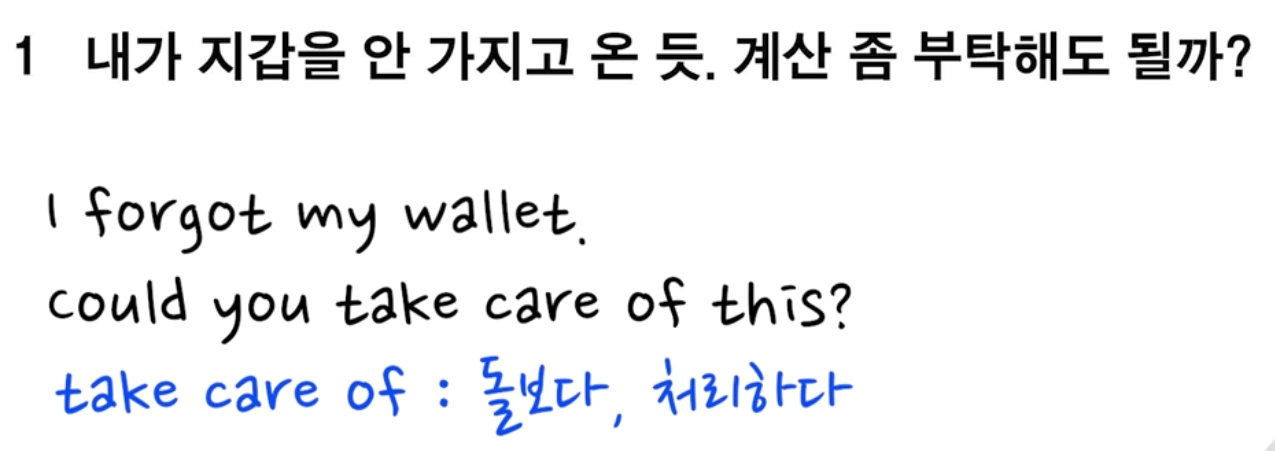 1 내가 지갑을 안 가지고 온 듯. 계산 좀 부탁해도 될까?
I forgot my wallet.
could you take care of this?
take care of : 돌보다, 처리하다